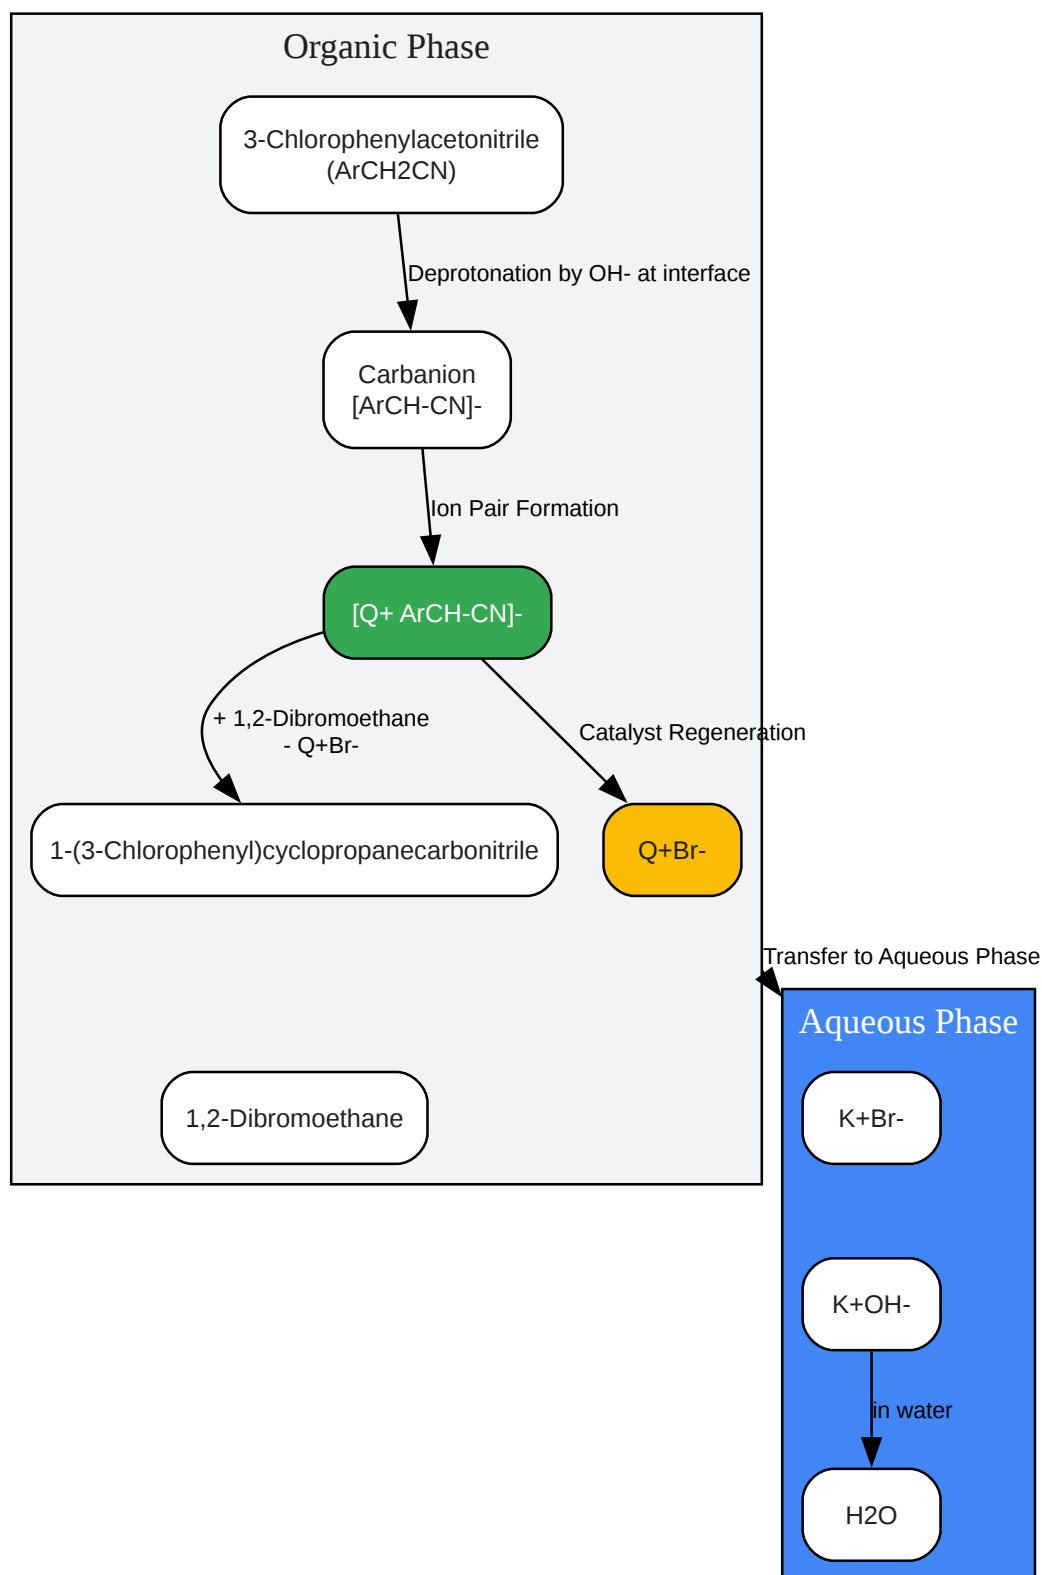 Organic Phase
3-Chlorophenylacetonitrile
(ArCH2CN)
Deprotonation by OH- at interface
Carbanion
[ArCH-CN]-
Ion Pair Formation
[Q+ ArCH-CN]-
+ 1,2-Dibromoethane
- Q+Br-
Catalyst Regeneration
1-(3-Chlorophenyl)cyclopropanecarbonitrile
Q+Br-
Transfer to Aqueous Phase
Aqueous Phase
1,2-Dibromoethane
K+Br-
K+OH-
in water
H2O